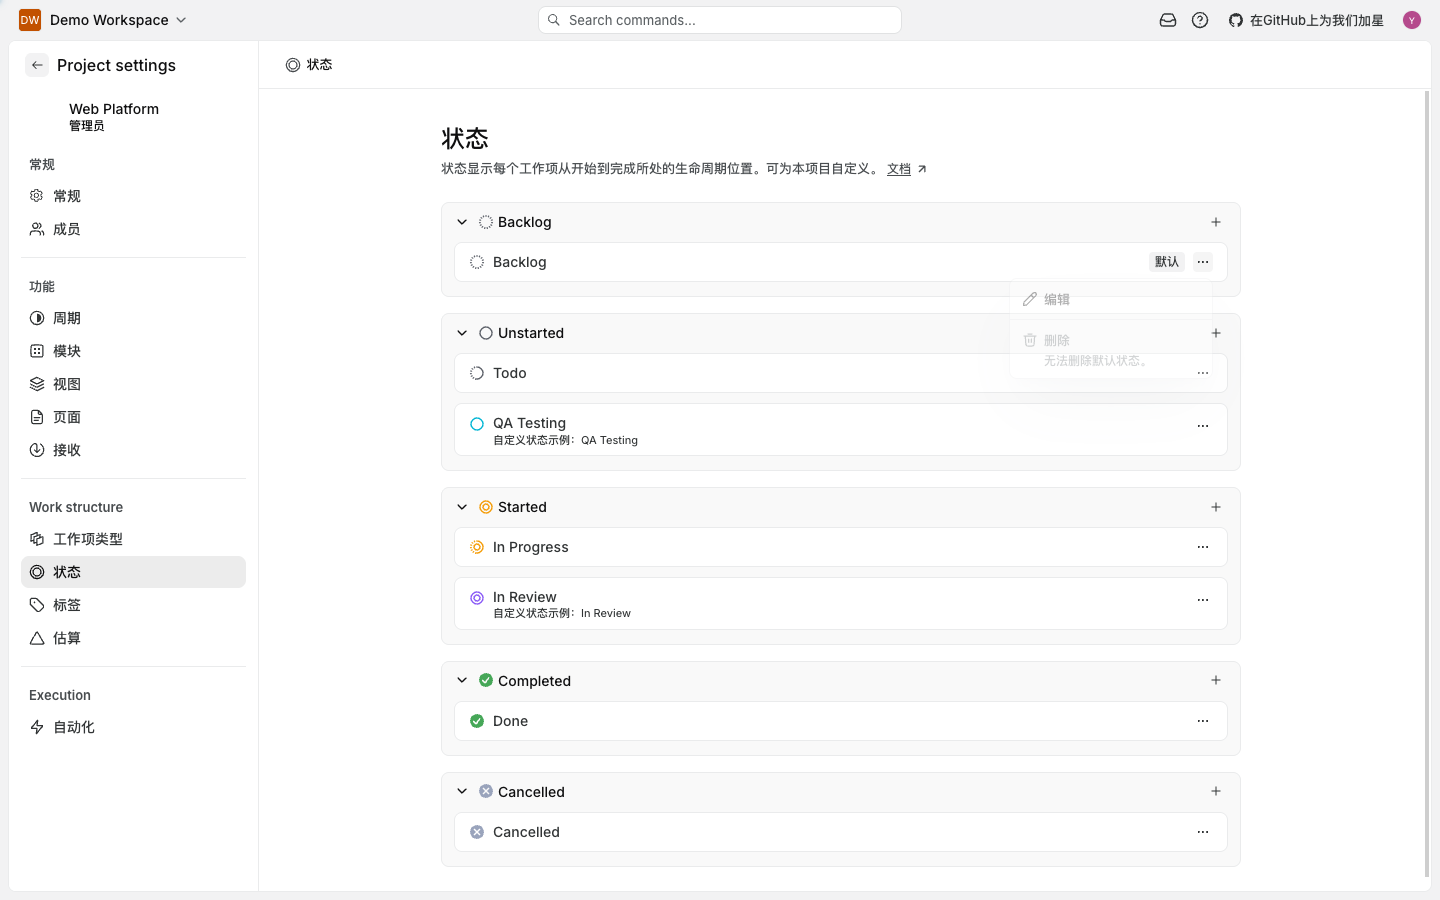 DW
Demo Workspace
Search commands...
在GitHub上为我们加星
Y
Project settings
Web Platform
管理员
常规
常规
成员
功能
周期
模块
视图
页面
接收
Work structure
工作项类型
状态
标签
估算
Execution
自动化
状态
状态
状态显示每个工作项从开始到完成所处的生命周期位置。可为本项目自定义。 文档
Backlog
Backlog
默认
编辑
删除
无法删除默认状态。
Unstarted
Todo
QA Testing
自定义状态示例：QA Testing
Started
In Progress
In Review
自定义状态示例：In Review
Completed
Done
Cancelled
Cancelled